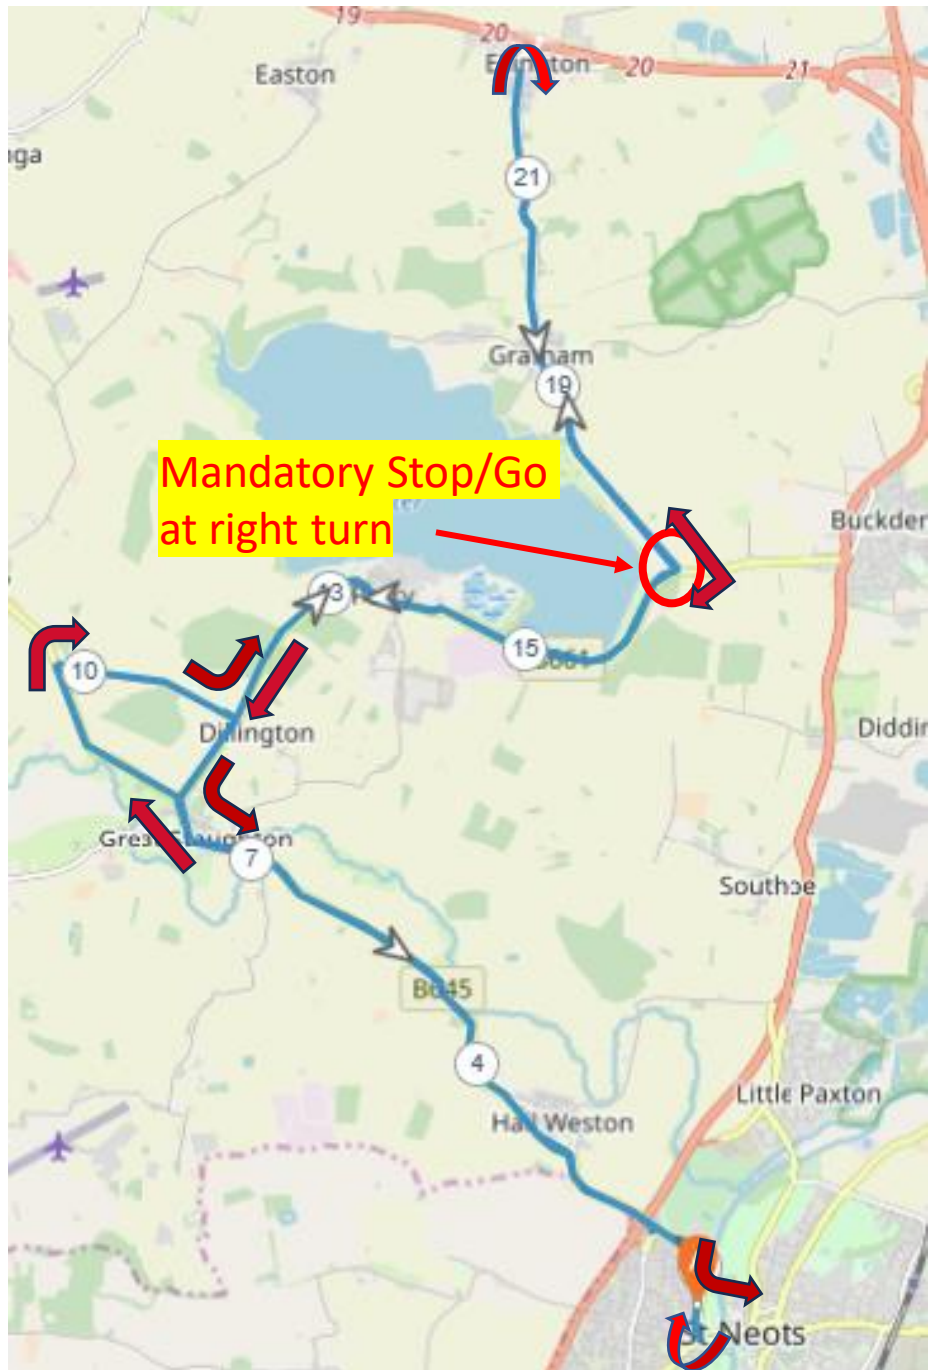 19
20
Easton
20
21
nga
21
Grafham
19
Mandatory Stop/Go
at right turn
Buckden
13
15
10
Dillington
Diddin
7
Southoe
B645
4
Little Paxton
Hail Weston
St Neots